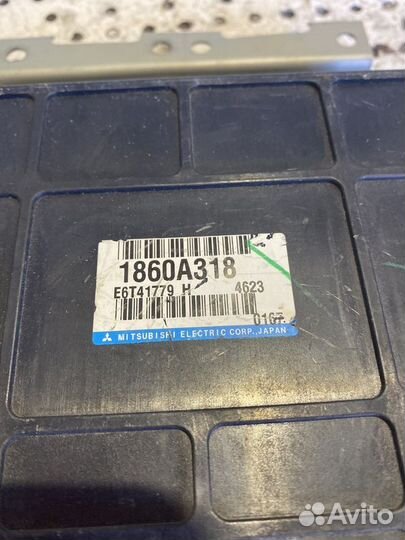 1860A318
E6T41779 H 4623
0167
MITSUBISHI ELECTRIC CORP., JAPAN
Avito